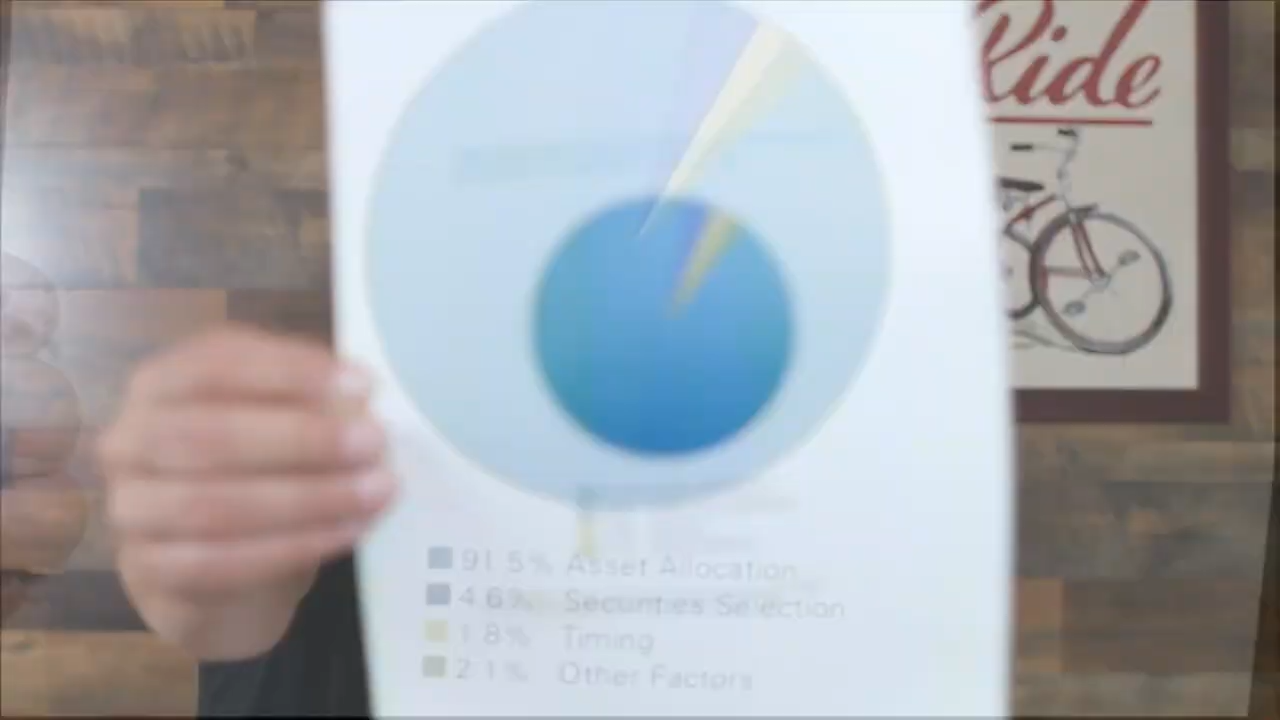 Ride
91.5% Asset Allocation
4.6% Securities Selection
1.8% Timing
2.1% Other Factors